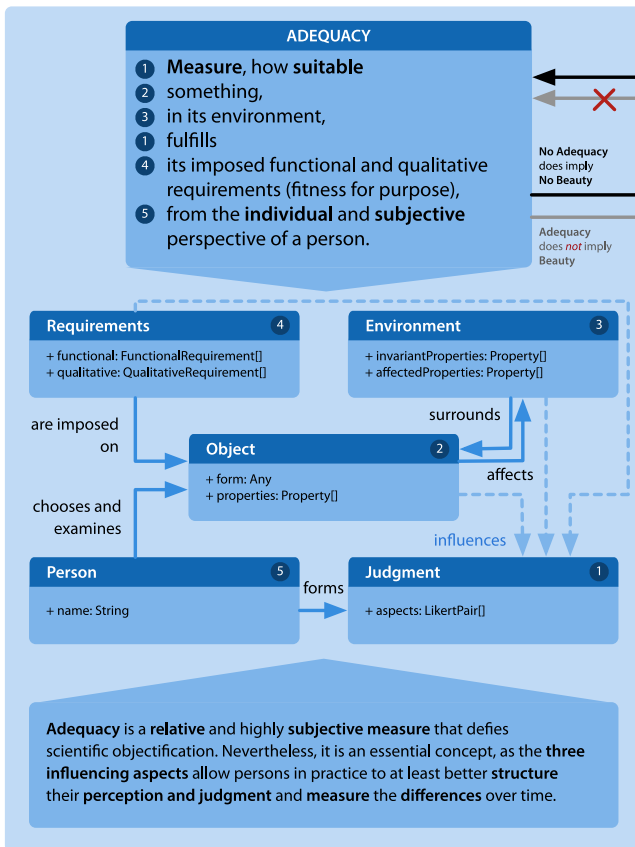 ADEQUACY
1 Measure, how suitable
2 something,
3 in its environment,
1 fulfills
4 its imposed functional and qualitative
requirements (fitness for purpose),
5 from the individual and subjective
perspective of a person.
No Adequacy
does imply
No Beauty
Adequacy
does not imply
Beauty
Requirements 4
+ functional: FunctionalRequirement[]
+ qualitative: QualitativeRequirement[]
Environment 3
+ invariantProperties: Property[]
+ affectedProperties: Property[]
are imposed
on
surrounds
Object 2
+ form: Any
+ properties: Property[]
affects
chooses and
examines
influences
Person 5
+ name: String
forms
Judgment 1
+ aspects: LikertPair[]
Adequacy is a relative and highly subjective measure that defies
scientific objectification. Nevertheless, it is an essential concept, as the three
influencing aspects allow persons in practice to at least better structure
their perception and judgment and measure the differences over time.